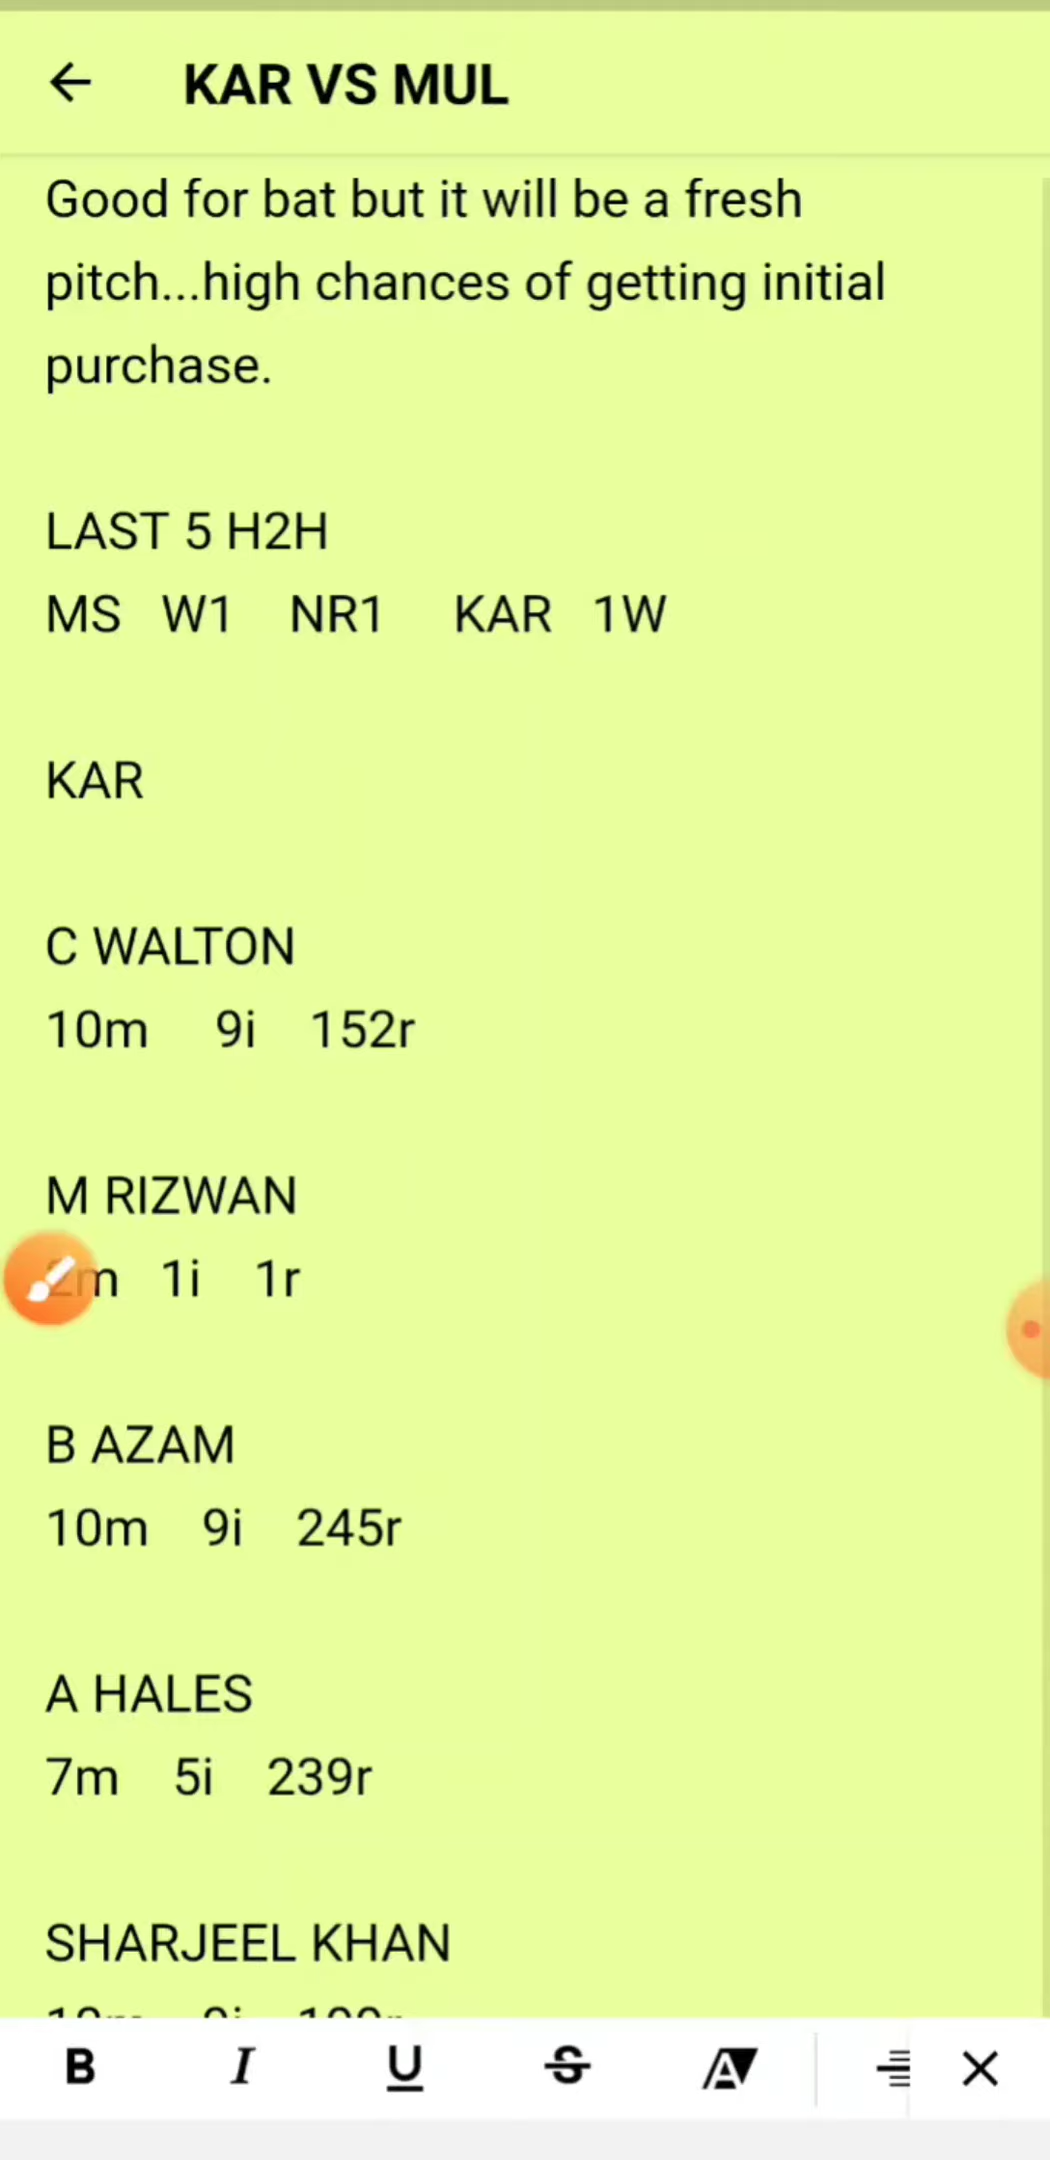 KAR VS MUL
Good for bat but it will be a fresh
pitch...high chances of getting initial
purchase.
LAST 5 H2H
MS W1 NR1 KAR 1W
KAR
C WALTON
10m 9i 152r
M RIZWAN
2m 1i 1r
B AZAM
10m 9i 245r
A HALES
7m 5i 239r
SHARJEEL KHAN
B I U S A